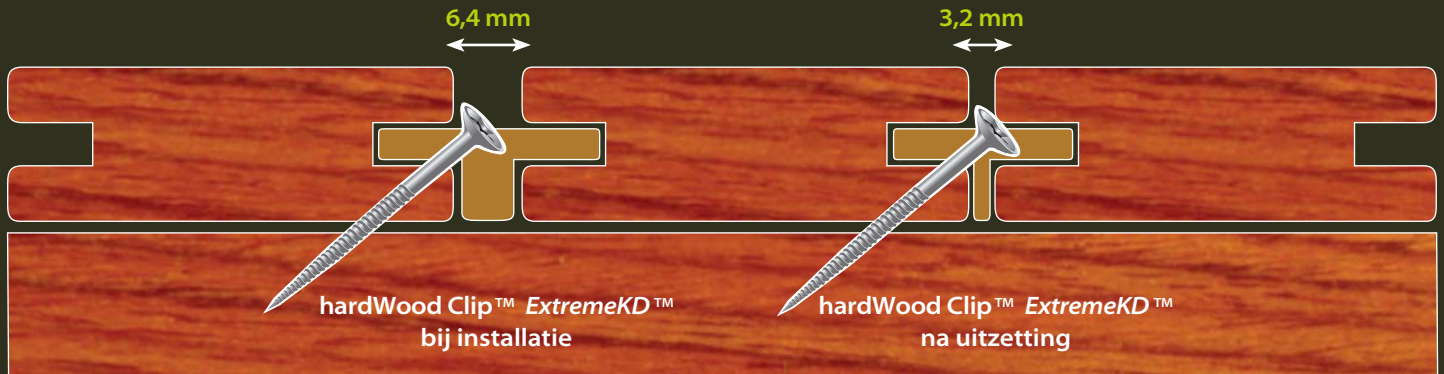 6,4 mm
3,2 mm
hardWood Clip™ ExtremeKD™
bij installatie
hardWood Clip™ ExtremeKD™
na uitzetting